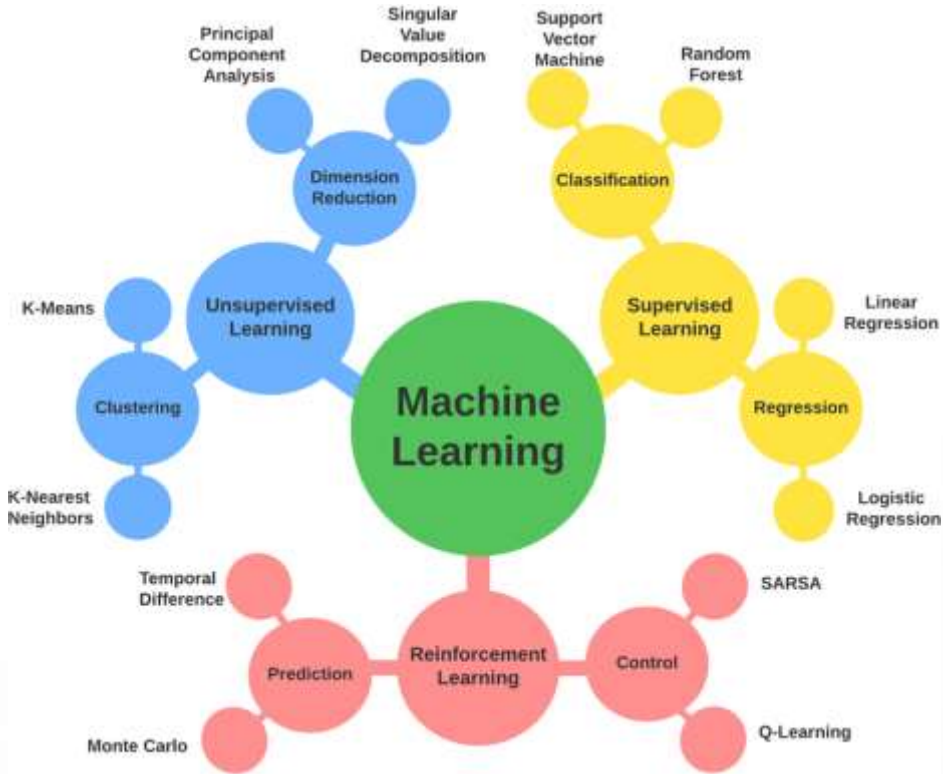 Singular
Value
Decomposition
Principal
Component
Analysis
Support
Vector
Machine
Random
Forest
Dimension
Reduction
Classification
K-Means
Unsupervised
Learning
Supervised
Learning
Linear
Regression
Clustering
Machine
Learning
Regression
K-Nearest
Neighbors
Logistic
Regression
Temporal
Difference
SARSA
Prediction
Reinforcement
Learning
Control
Monte Carlo
Q-Learning